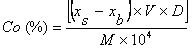 Co (%) = [(x_s - x_b) × V × D] / M × 10^4